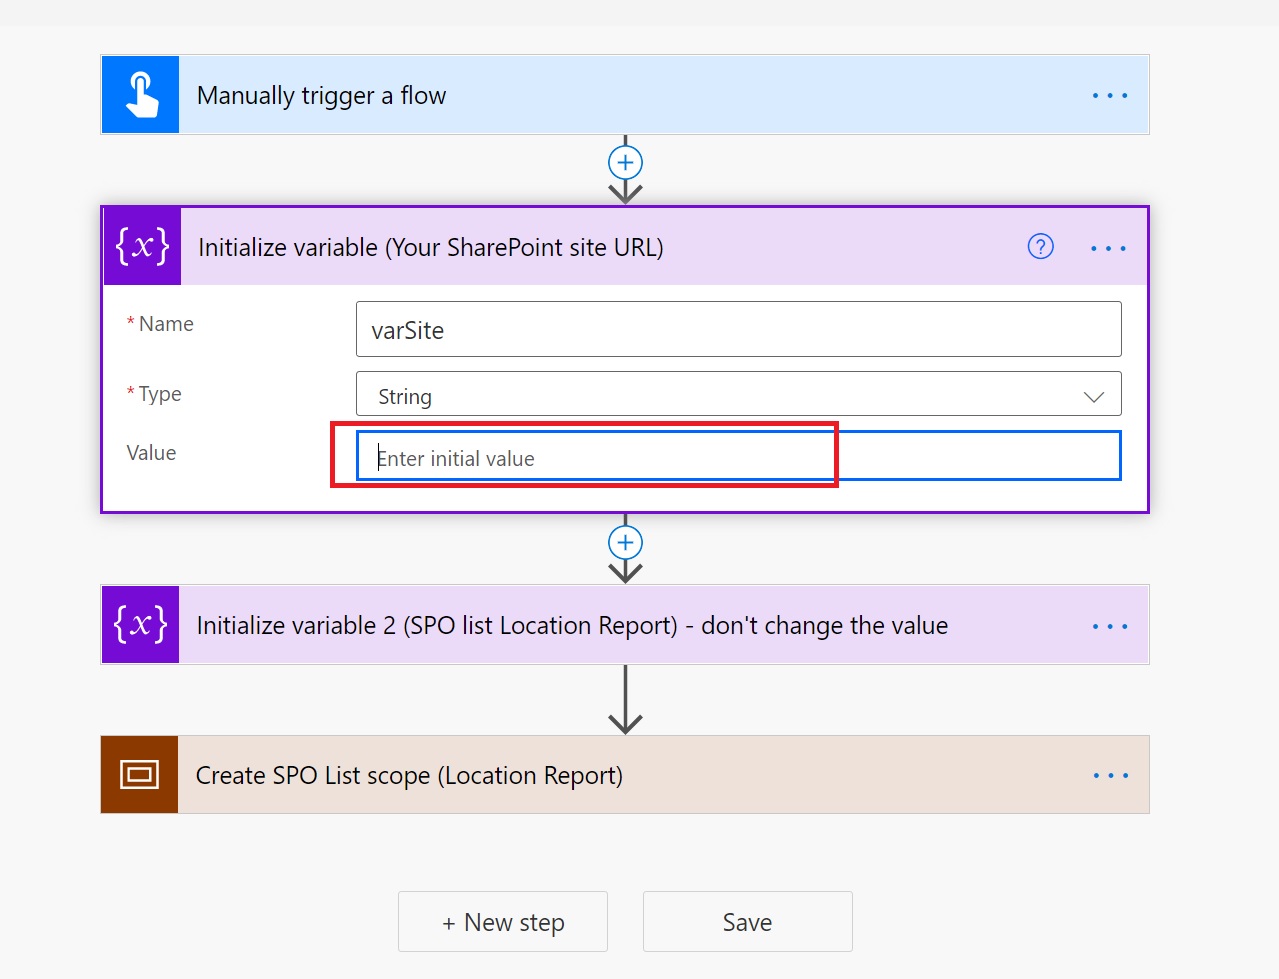 Manually trigger a flow
{x} Initialize variable (Your SharePoint site URL) ?
* Name varSite
* Type String
Value Enter initial value
{x} Initialize variable 2 (SPO list Location Report) - don't change the value
Create SPO List scope (Location Report)
+ New step Save